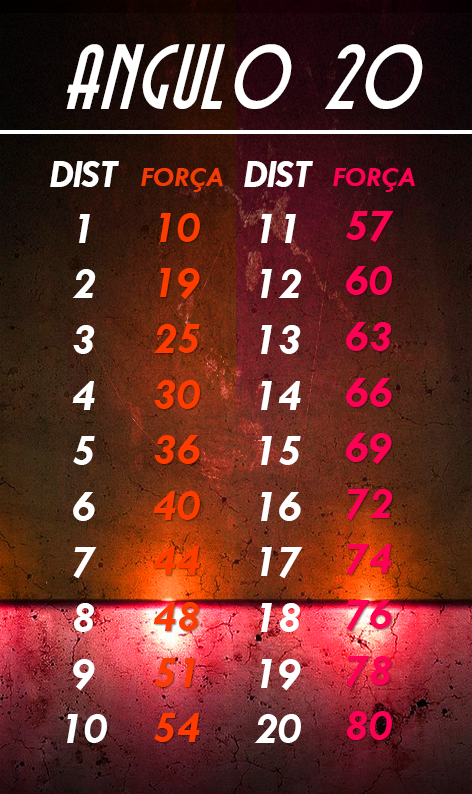 ANGULO 20
DIST FORÇA DIST FORÇA
1 10 11 57
2 19 12 60
3 25 13 63
4 30 14 66
5 36 15 69
6 40 16 72
7 44 17 74
8 48 18 76
9 51 19 78
10 54 20 80